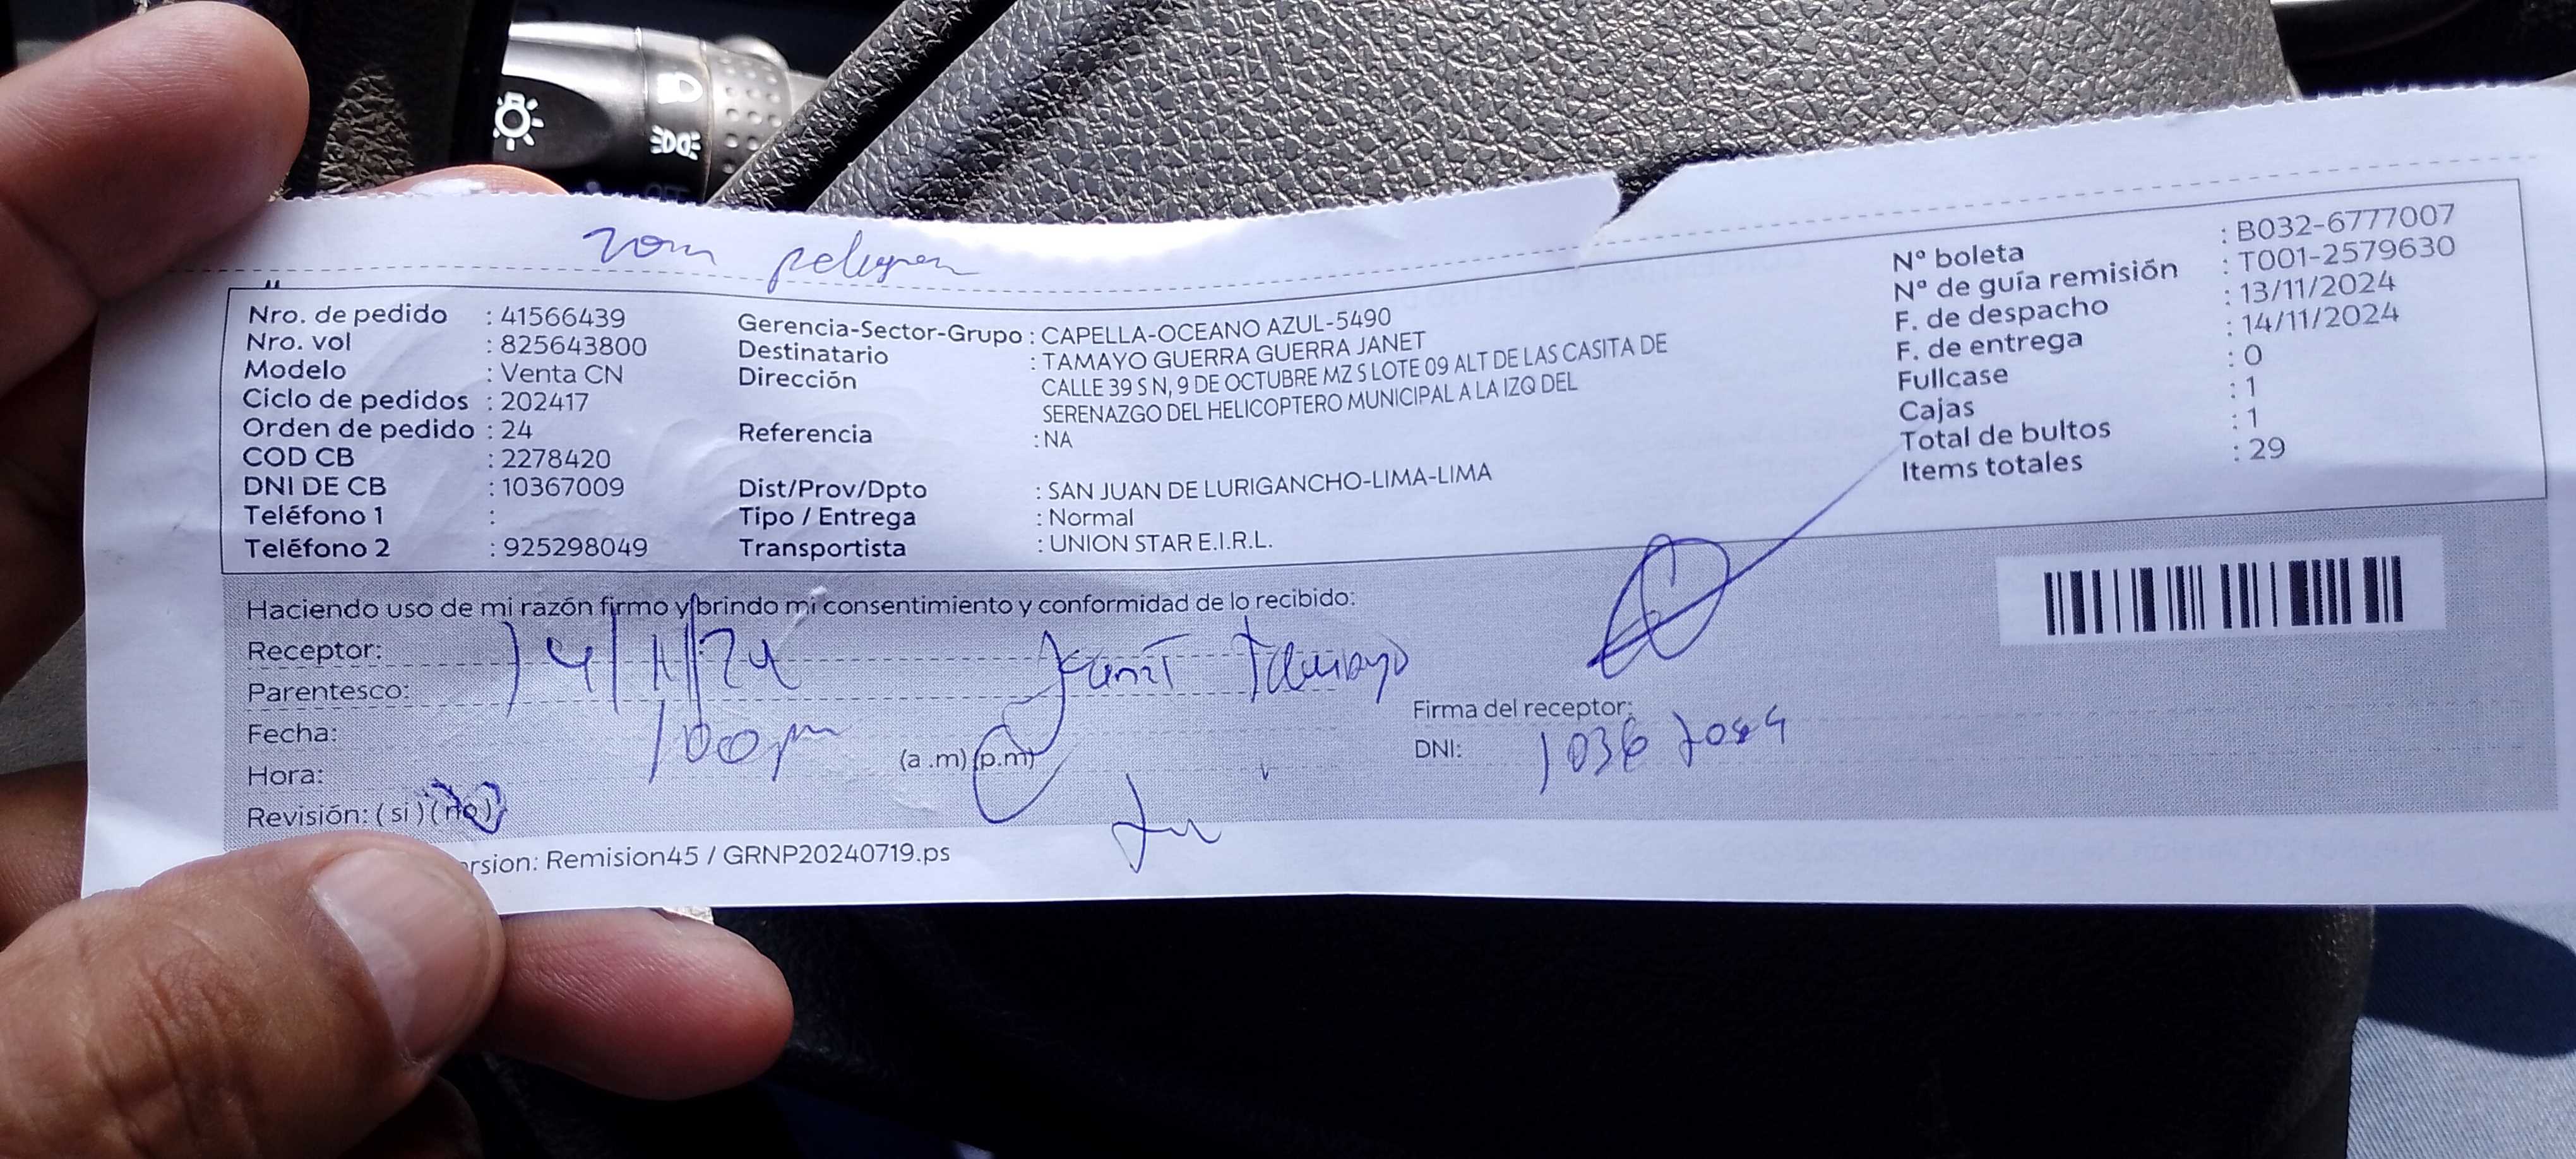 zom peligren
Nro. de pedido : 41566439
Nro. vol : 825643800
Modelo : Venta CN
Ciclo de pedidos : 202417
Orden de pedido : 24
COD CB : 2278420
DNI DE CB : 10367009
Teléfono 1 :
Teléfono 2 : 925298049
Gerencia-Sector-Grupo : CAPELLA-OCEANO AZUL-5490
Destinatario : TAMAYO GUERRA GUERRA JANET
Dirección CALLE 39 S N, 9 DE OCTUBRE MZ S LOTE 09 ALT DE LAS CASITA DE
SERENAZGO DEL HELICOPTERO MUNICIPAL A LA IZQ DEL
Referencia : NA
Dist/Prov/Dpto : SAN JUAN DE LURIGANCHO-LIMA-LIMA
Tipo / Entrega : Normal
Transportista : UNION STAR E.I.R.L.
N° boleta : B032-6777007
N° de guía remisión : T001-2579630
F. de despacho : 13/11/2024
F. de entrega : 14/11/2024
Fullcase : 0
Cajas : 1
Total de bultos : 1
Items totales : 29
Haciendo uso de mi razón firmo y brindo mi consentimiento y conformidad de lo recibido:
Receptor: 14/11/24 Janet Tamayo
Parentesco:
Fecha:
Hora: 100 pm (a .m) (p.m)
Revisión: (si) (no)
Firma del receptor:
DNI: 10367009
rsion: Remision45 / GRNP20240719.ps